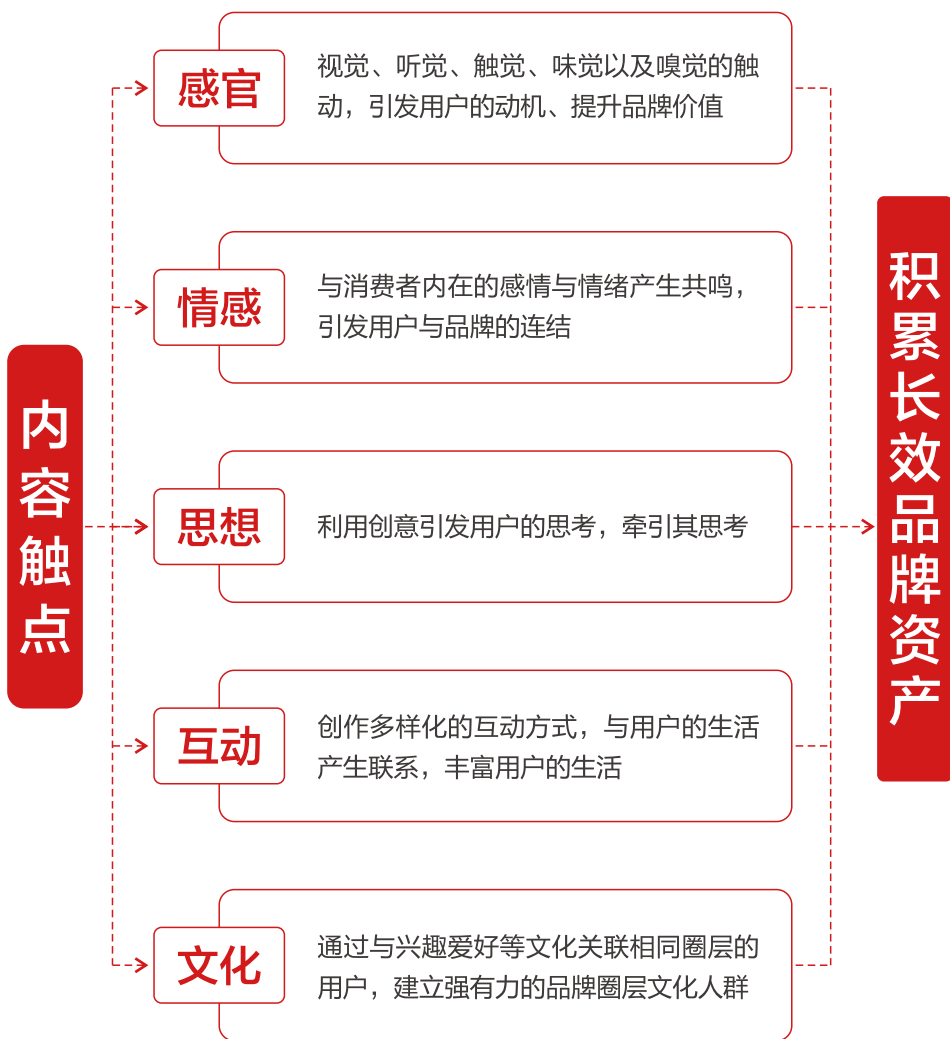 内容触点
感官
视觉、听觉、触觉、味觉以及嗅觉的触
动，引发用户的动机、提升品牌价值
情感
与消费者内在的感情与情绪产生共鸣，
引发用户与品牌的连结
思想
利用创意引发用户的思考，牵引其思考
互动
创作多样化的互动方式，与用户的生活
产生联系，丰富用户的生活
文化
通过与兴趣爱好等文化关联相同圈层的
用户，建立强有力的品牌圈层文化人群
积累长效品牌资产